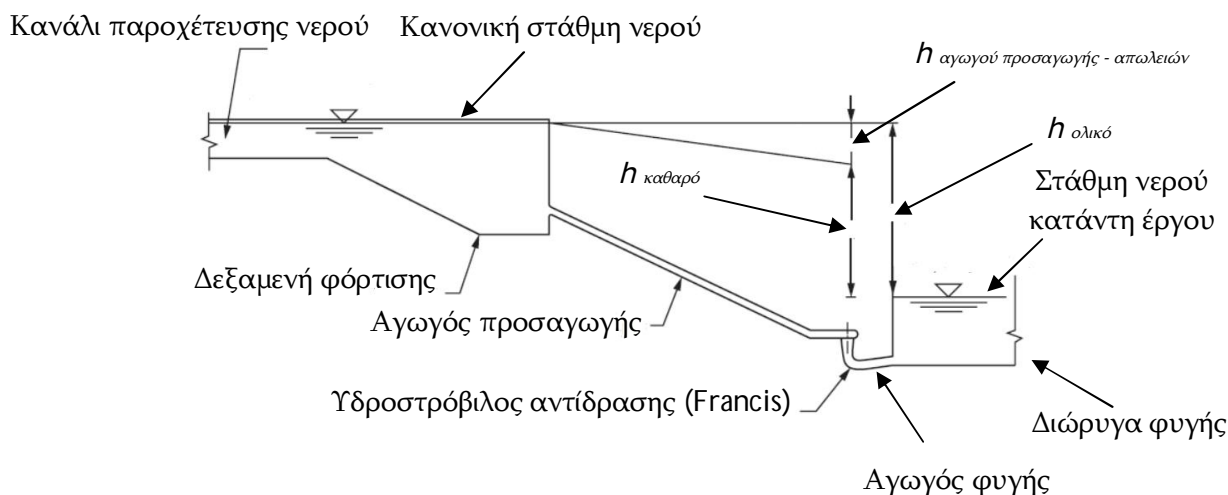 Κανάλι παροχέτευσης νερού
Κανονική στάθμη νερού
h αγωγού προσαγωγής - απωλειών
h ολικό
h καθαρό
Στάθμη νερού
κατάντη έργου
Δεξαμενή φόρτισης
Αγωγός προσαγωγής
Υδροστρόβιλος αντίδρασης (Francis)
Διώρυγα φυγής
Αγωγός φυγής